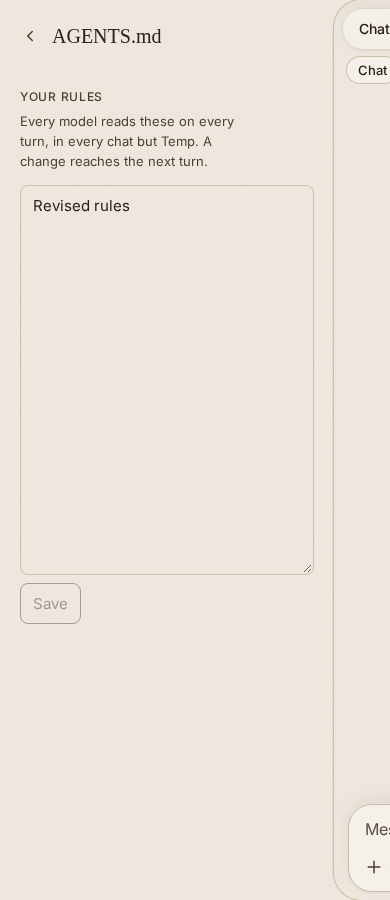 AGENTS.md
YOUR RULES
Every model reads these on every
turn, in every chat but Temp. A
change reaches the next turn.
Revised rules
Save
Chat
Chat
Mes